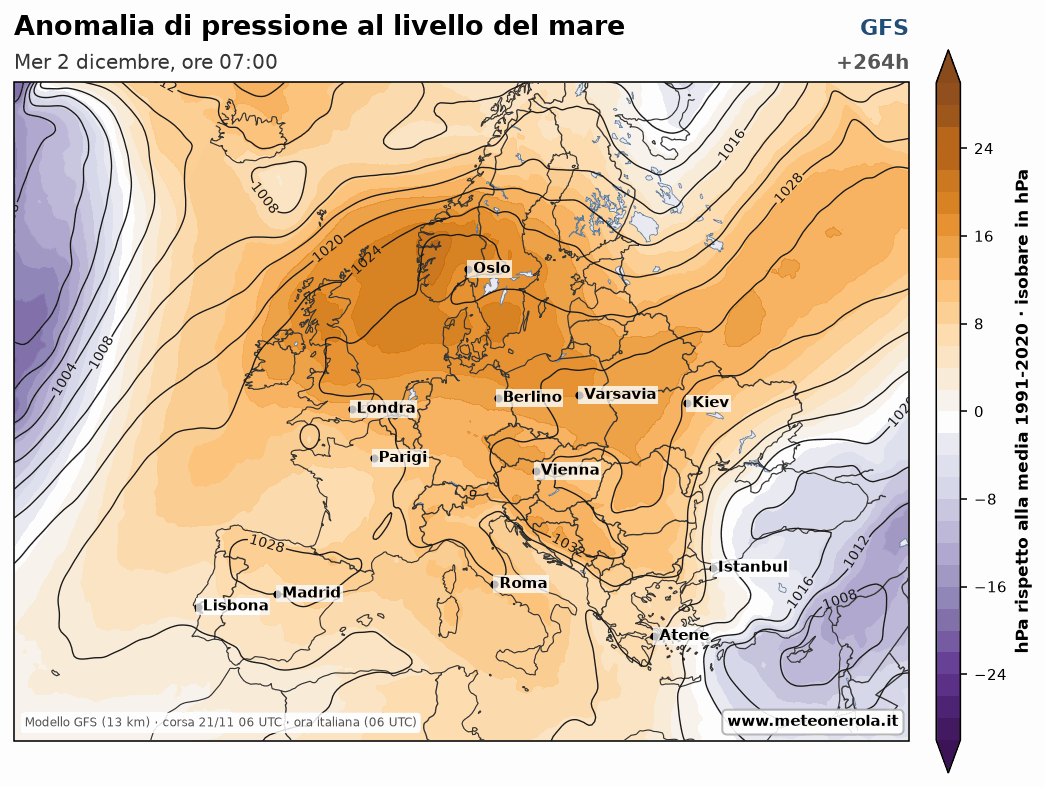 Anomalia di pressione al livello del mare
GFS
Mer 2 dicembre, ore 07:00
+264h
12
1016
1028
1008
1020
1024
Oslo
1004
1008
Berlino
Varsavia
Kiev
Londra
1020
Parigi
Vienna
1028
1032
1012
Istanbul
Roma
Madrid
1016
1008
Lisbona
Atene
Modello GFS (13 km) · corsa 21/11 06 UTC · ora italiana (06 UTC)
www.meteonerola.it
24
16
8
0
−8
−16
−24
hPa rispetto alla media 1991-2020 · isobare in hPa